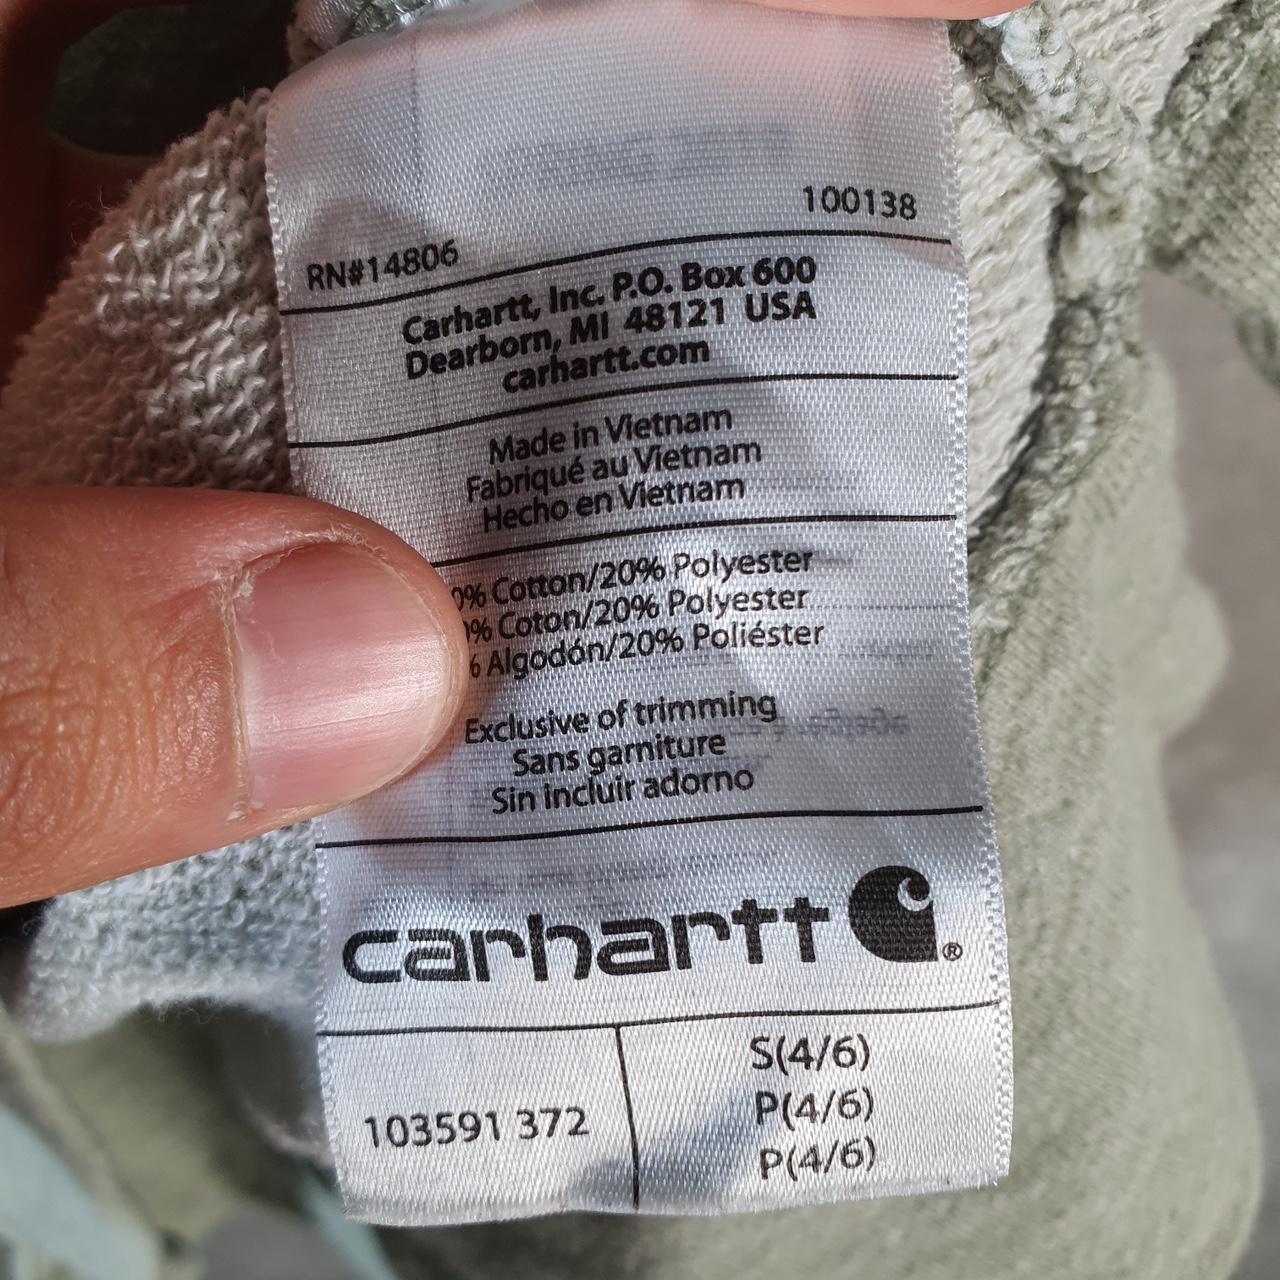 100138
RN#14806
Carhartt, Inc. P.O. Box 600
Dearborn, MI 48121 USA
carhartt.com
Made in Vietnam
Fabriqué au Vietnam
Hecho en Vietnam
0% Cotton/20% Polyester
% Coton/20% Polyester
% Algodón/20% Poliéster
Exclusive of trimming
Sans garniture
Sin incluir adorno
carhartt ®
103591 372
S(4/6)
P(4/6)
P(4/6)